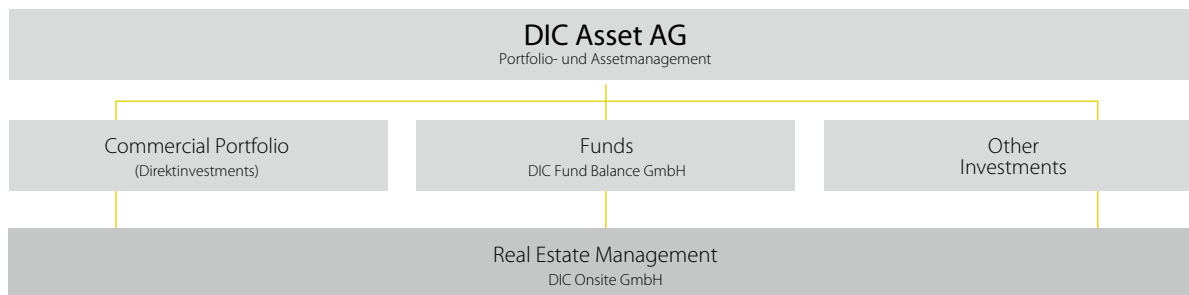 DIC Asset AG
Portfolio- und Assetmanagement
Commercial Portfolio
(Direktinvestments)
Funds
DIC Fund Balance GmbH
Other
Investments
Real Estate Management
DIC Onsite GmbH